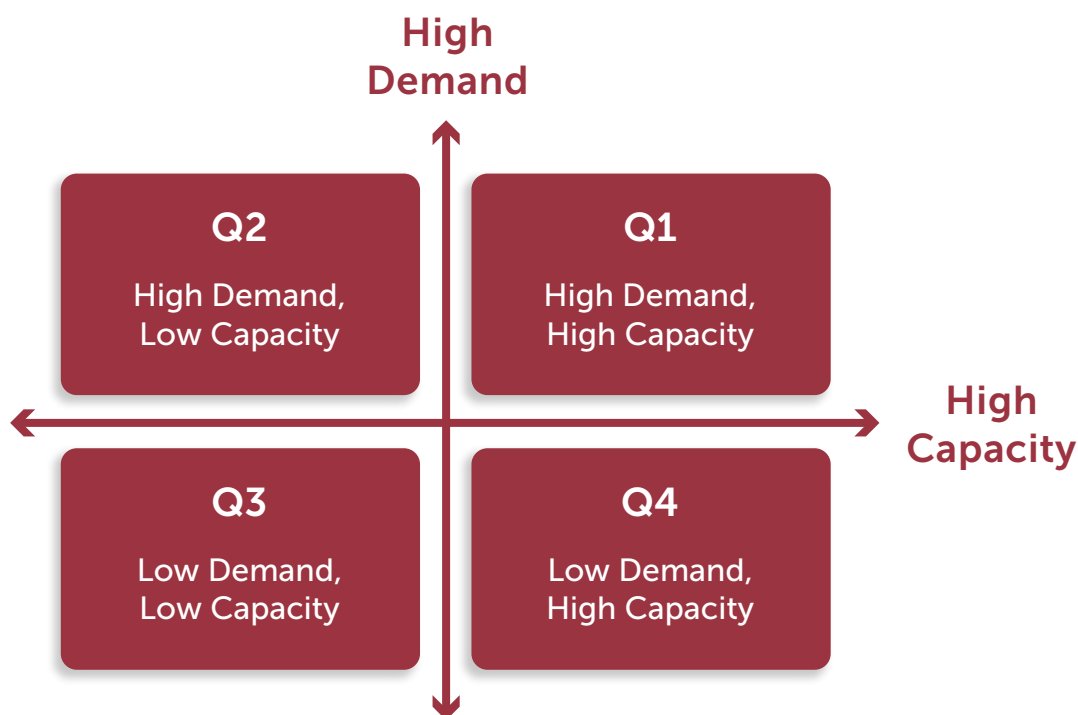 High
Demand
Q2
High Demand,
Low Capacity
Q1
High Demand,
High Capacity
High
Capacity
Q3
Low Demand,
Low Capacity
Q4
Low Demand,
High Capacity